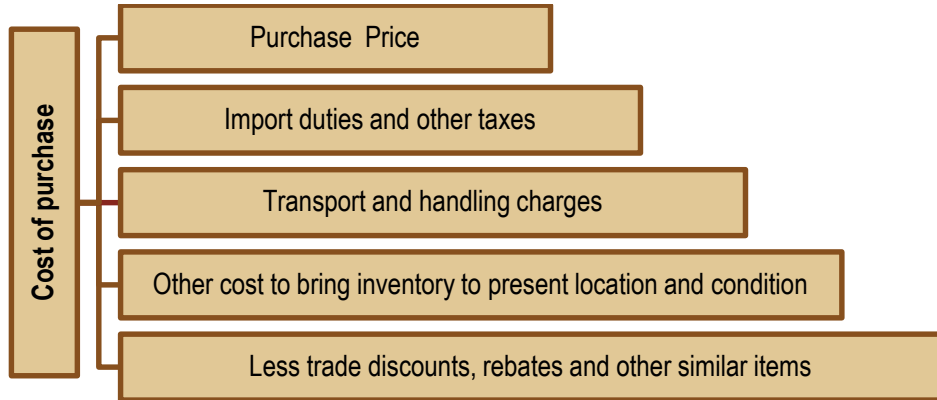 Cost of purchase
Purchase Price
Import duties and other taxes
Transport and handling charges
Other cost to bring inventory to present location and condition
Less trade discounts, rebates and other similar items